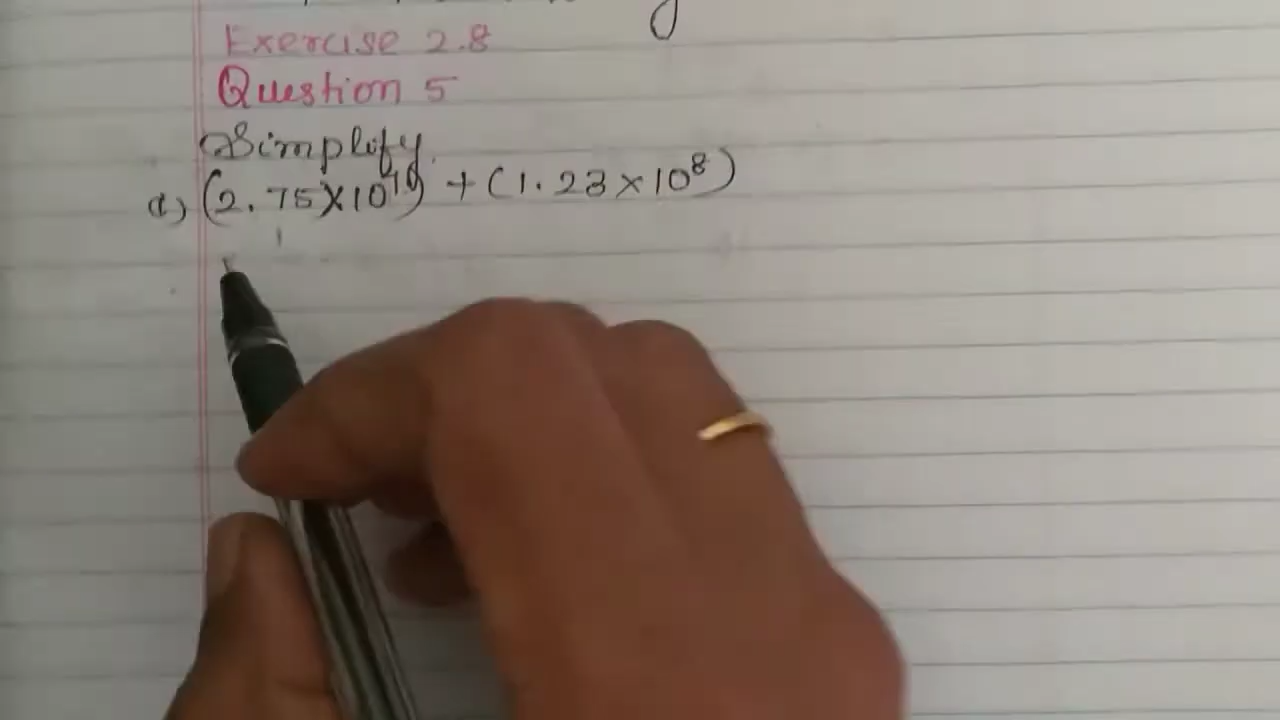 Exercise 2.8
Question 5
Simplify.
(2.75×10¹⁰) + (1.23×10⁸)